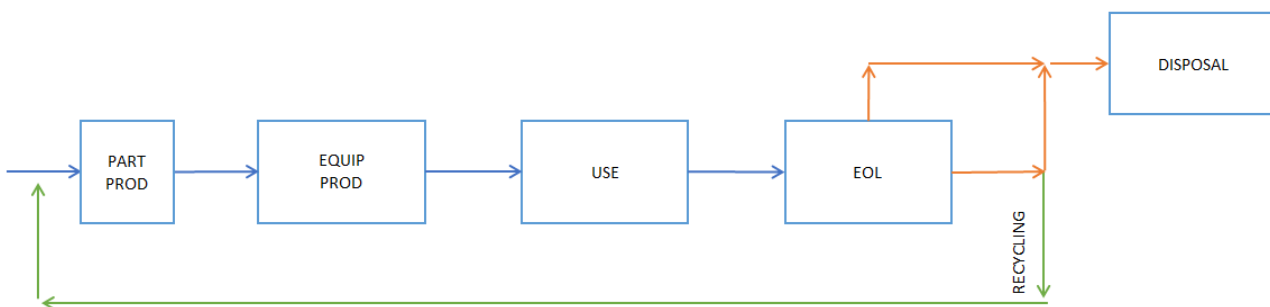 PART
PROD
EQUIP
PROD
USE
EOL
DISPOSAL
RECYCLING